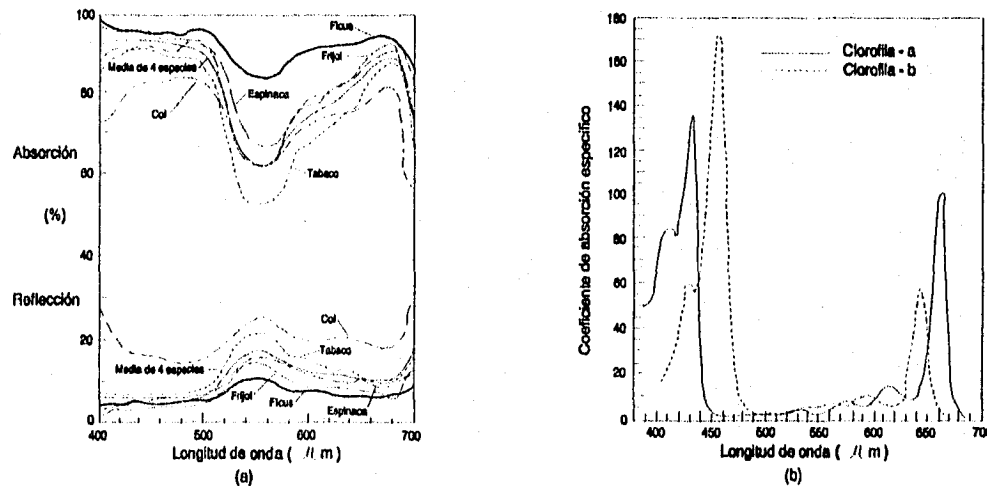 100
80
60
40
20
0
Absorción
(%)
Reflección
Ficus
Frijol
Media de 4 especies
Espinaca
Col
Tabaco
Col
Tabaco
Media de 4 especies
Frijol
Ficus
Espinaca
400 500 600 700
Longitud de onda ( μ m )
(a)
180
160
140
120
100
80
60
40
20
0
Coeficiente de absorción específico
Clorofila - a
Clorofila - b
400 450 500 550 600 650 700
Longitud de onda ( μ m )
(b)